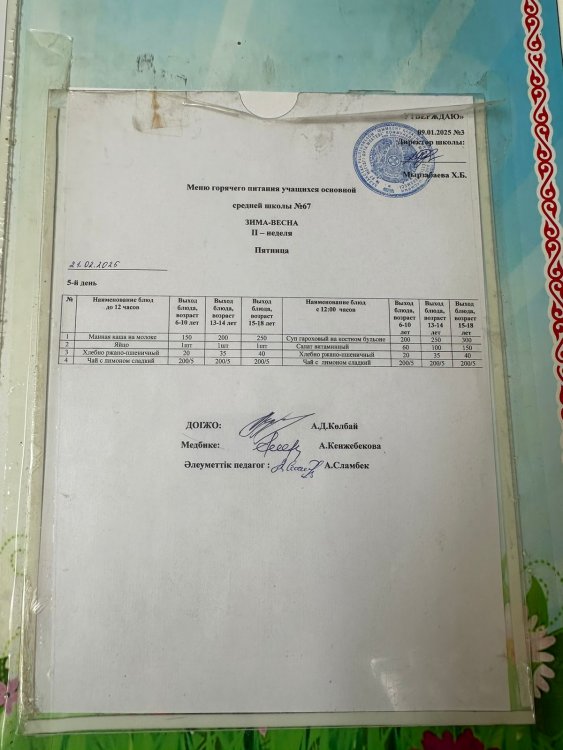 УТВЕРЖДАЮ»
09.01.2025 №3
Директор школы:
Мырзабаева Х.Б.
Меню горячего питания учащихся основной
средней школы №67
ЗИМА-ВЕСНА
II – неделя
Пятница
21.02.2025
5-й день
№ Наименование блюд до 12 часов Выход блюда, возраст 6-10 лет Выход блюда, возраст 13-14 лет Выход блюда, возраст 15-18 лет Наименование блюд с 12:00 часов Выход блюда, возраст 6-10 лет Выход блюда, возраст 13-14 лет Выход блюда, возраст 15-18 лет
1 Манная каша на молоке 150 200 250 Суп гороховый на костном бульоне 200 250 300
2 Яйцо 1шт 1шт 1шт Салат витаминный 60 100 150
3 Хлебно ржано-пшеничный 20 35 40 Хлебно ржано-пшеничный 20 35 40
4 Чай с лимоном сладкий 200/5 200/5 200/5 Чай с лимоном сладкий 200/5 200/5 200/5
ДОІЖО: А.Д.Көлбай
Медбике: А.Кенжебекова
Әлеуметтік педагог : А.Сламбек